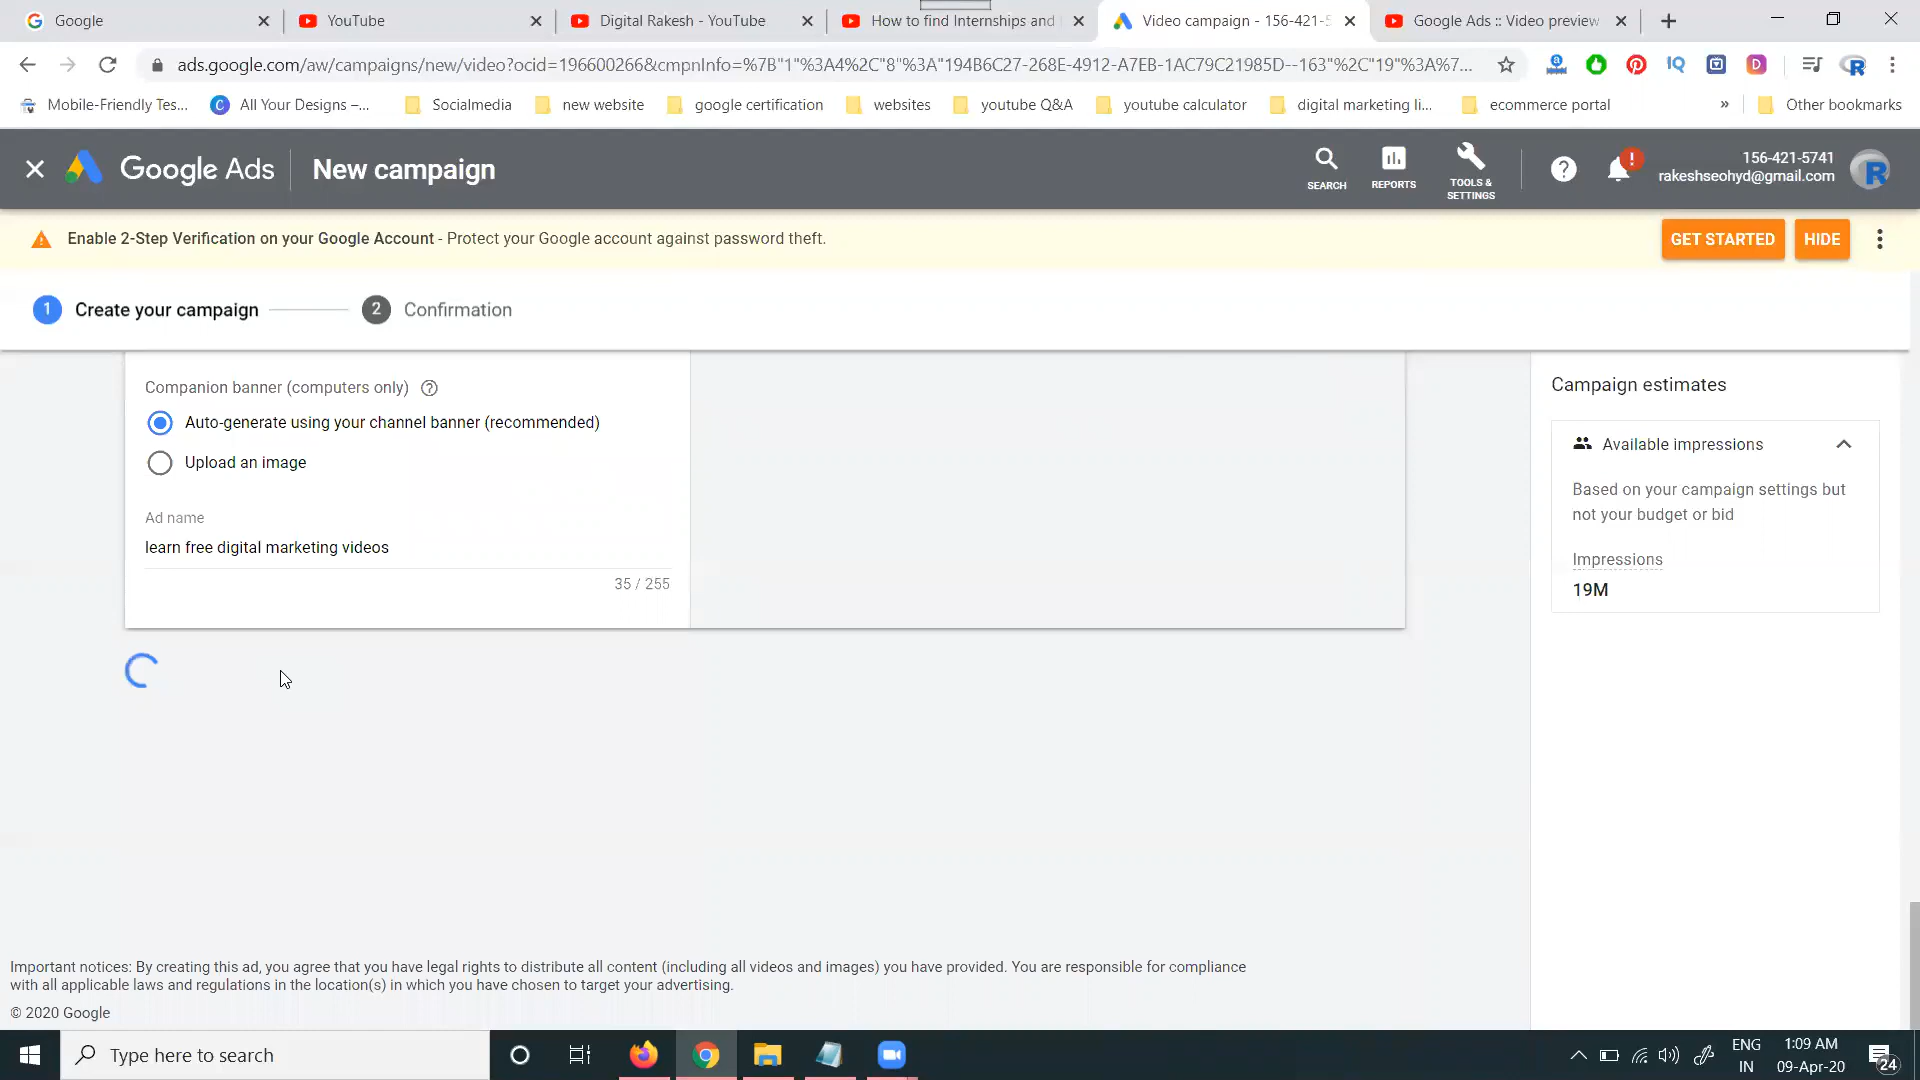 Google
YouTube
Digital Rakesh - YouTube
How to find Internships and
Video campaign - 156-421-5
Google Ads :: Video preview
ads.google.com/aw/campaigns/new/video?ocid=196600266&cmpnInfo=%7B"1"%3A4%2C"8"%3A"194B6C27-268E-4912-A7EB-1AC79C21985D--163"%2C"19"%3A%7...
Mobile-Friendly Tes...
All Your Designs –...
Socialmedia
new website
google certification
websites
youtube Q&A
youtube calculator
digital marketing li...
ecommerce portal
»
Other bookmarks
Google Ads
New campaign
SEARCH
REPORTS
TOOLS & SETTINGS
156-421-5741
rakeshseohyd@gmail.com
Enable 2-Step Verification on your Google Account - Protect your Google account against password theft.
GET STARTED
HIDE
1 Create your campaign
2 Confirmation
Companion banner (computers only)
Auto-generate using your channel banner (recommended)
Upload an image
Ad name
learn free digital marketing videos
35 / 255
Campaign estimates
Available impressions
Based on your campaign settings but
not your budget or bid
Impressions
19M
Important notices: By creating this ad, you agree that you have legal rights to distribute all content (including all videos and images) you have provided. You are responsible for compliance
with all applicable laws and regulations in the location(s) in which you have chosen to target your advertising.
© 2020 Google
Type here to search
ENG
IN
1:09 AM
09-Apr-20
24